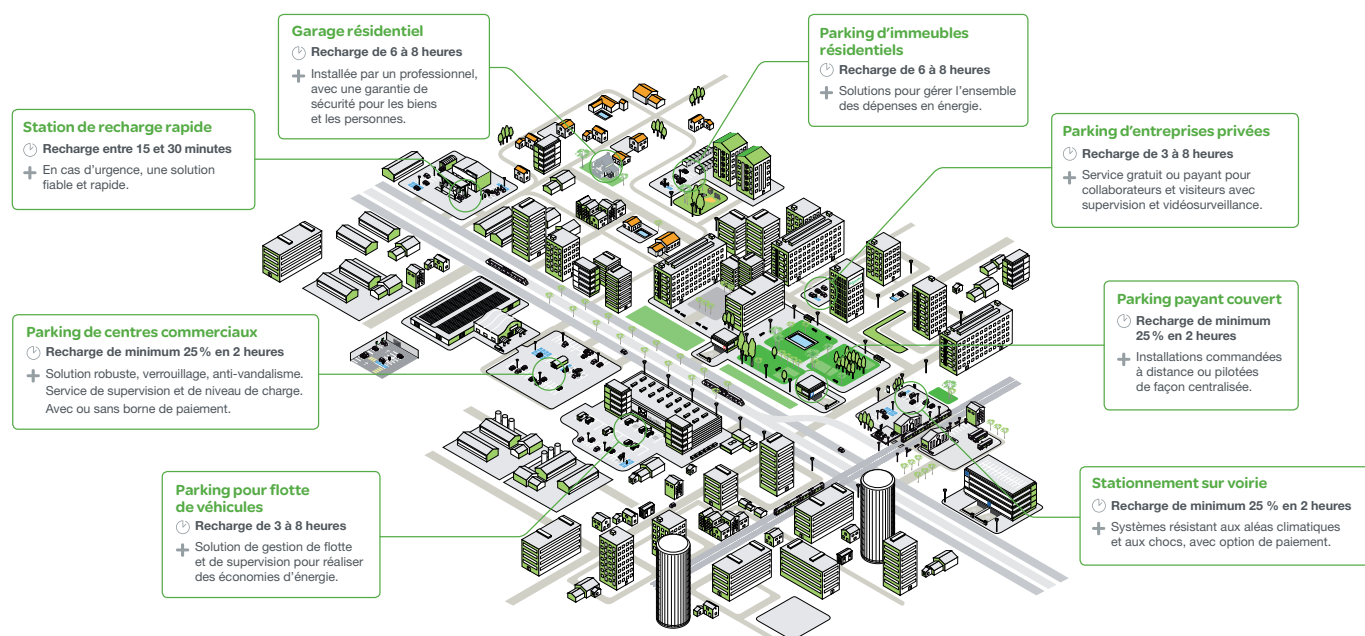 Garage résidentiel
Recharge de 6 à 8 heures
Installée par un professionnel,
avec une garantie de
sécurité pour les biens
et les personnes.
Parking d'immeubles
résidentiels
Recharge de 6 à 8 heures
Solutions pour gérer l'ensemble
des dépenses en énergie.
Station de recharge rapide
Recharge entre 15 et 30 minutes
En cas d'urgence, une solution
fiable et rapide.
Parking d'entreprises privées
Recharge de 3 à 8 heures
Service gratuit ou payant pour
collaborateurs et visiteurs avec
supervision et vidéosurveillance.
Parking de centres commerciaux
Recharge de minimum 25 % en 2 heures
Solution robuste, verrouillage, anti-vandalisme.
Service de supervision et de niveau de charge.
Avec ou sans borne de paiement.
Parking payant couvert
Recharge de minimum
25 % en 2 heures
Installations commandées
à distance ou pilotées
de façon centralisée.
Parking pour flotte
de véhicules
Recharge de 3 à 8 heures
Solution de gestion de flotte
et de supervision pour réaliser
des économies d'énergie.
Stationnement sur voirie
Recharge de minimum 25 % en 2 heures
Systèmes résistant aux aléas climatiques
et aux chocs, avec option de paiement.